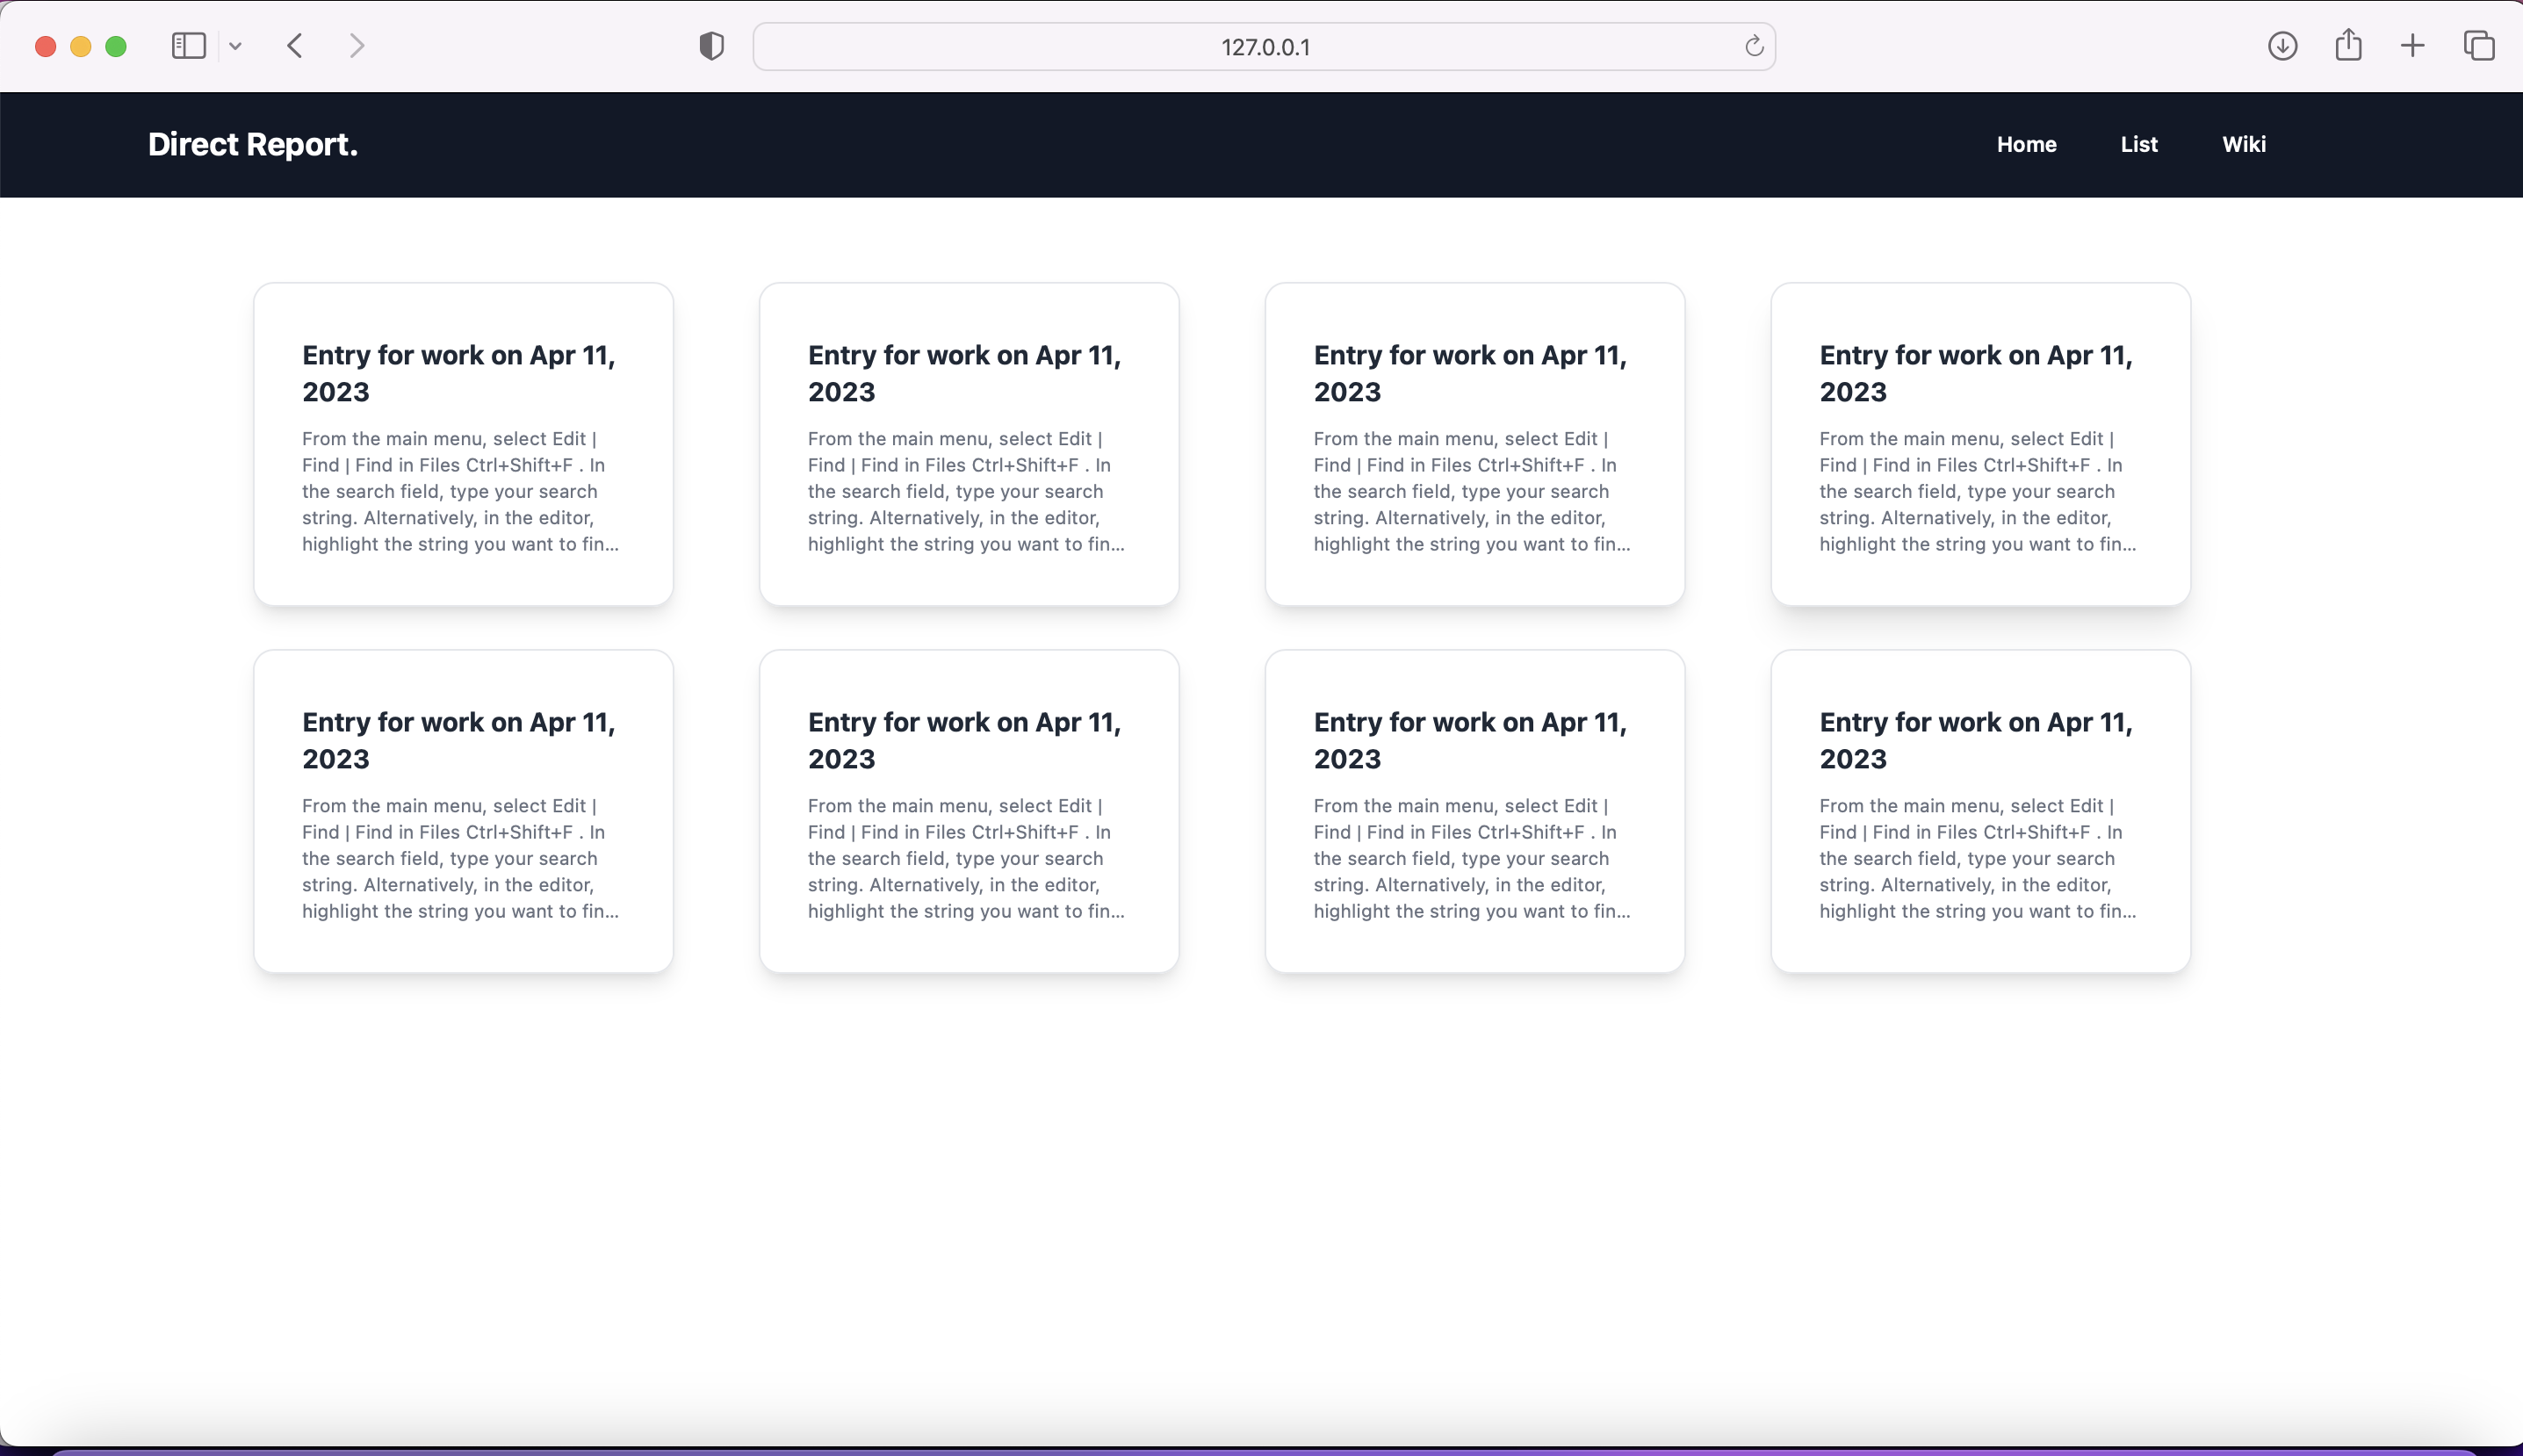 127.0.0.1
Direct Report.
Home
List
Wiki
Entry for work on Apr 11,
2023
From the main menu, select Edit |
Find | Find in Files Ctrl+Shift+F . In
the search field, type your search
string. Alternatively, in the editor,
highlight the string you want to fin...
Entry for work on Apr 11,
2023
From the main menu, select Edit |
Find | Find in Files Ctrl+Shift+F . In
the search field, type your search
string. Alternatively, in the editor,
highlight the string you want to fin...
Entry for work on Apr 11,
2023
From the main menu, select Edit |
Find | Find in Files Ctrl+Shift+F . In
the search field, type your search
string. Alternatively, in the editor,
highlight the string you want to fin...
Entry for work on Apr 11,
2023
From the main menu, select Edit |
Find | Find in Files Ctrl+Shift+F . In
the search field, type your search
string. Alternatively, in the editor,
highlight the string you want to fin...
Entry for work on Apr 11,
2023
From the main menu, select Edit |
Find | Find in Files Ctrl+Shift+F . In
the search field, type your search
string. Alternatively, in the editor,
highlight the string you want to fin...
Entry for work on Apr 11,
2023
From the main menu, select Edit |
Find | Find in Files Ctrl+Shift+F . In
the search field, type your search
string. Alternatively, in the editor,
highlight the string you want to fin...
Entry for work on Apr 11,
2023
From the main menu, select Edit |
Find | Find in Files Ctrl+Shift+F . In
the search field, type your search
string. Alternatively, in the editor,
highlight the string you want to fin...
Entry for work on Apr 11,
2023
From the main menu, select Edit |
Find | Find in Files Ctrl+Shift+F . In
the search field, type your search
string. Alternatively, in the editor,
highlight the string you want to fin...